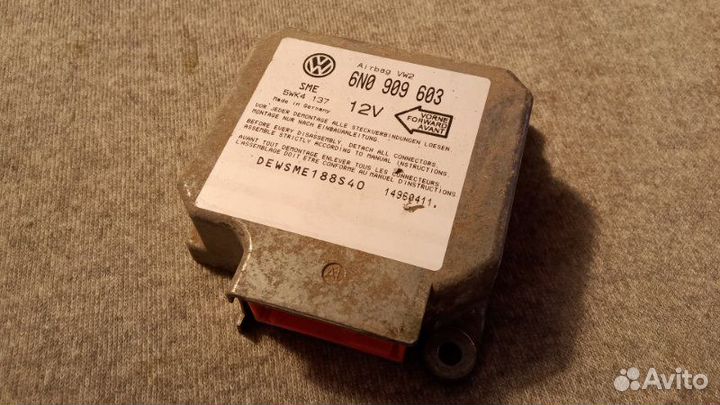 Airbag VW2
6N0 909 603
SME
5WK4 137
Made in Germany
12V
VORNE
FORWARD
AVANT
VOR JEDER DEMONTAGE ALLE STECKVERBINDUNGEN LOESEN.
MONTAGE NUR NACH EINBAUANLEITUNG.
BEFORE EVERY DISASSEMBLY, DETACH ALL CONNECTORS.
ASSEMBLE STRICTLY ACCORDING TO MANUAL INSTRUCTIONS.
AVANT TOUT DEMONTAGE ENLEVER TOUS LES CONNECTEURS.
L'ASSEMBLAGE DOIT ETRE CONFORME AU MANUEL D'INSTRUCTIONS
DEWSME188S40
14960411.
Avito